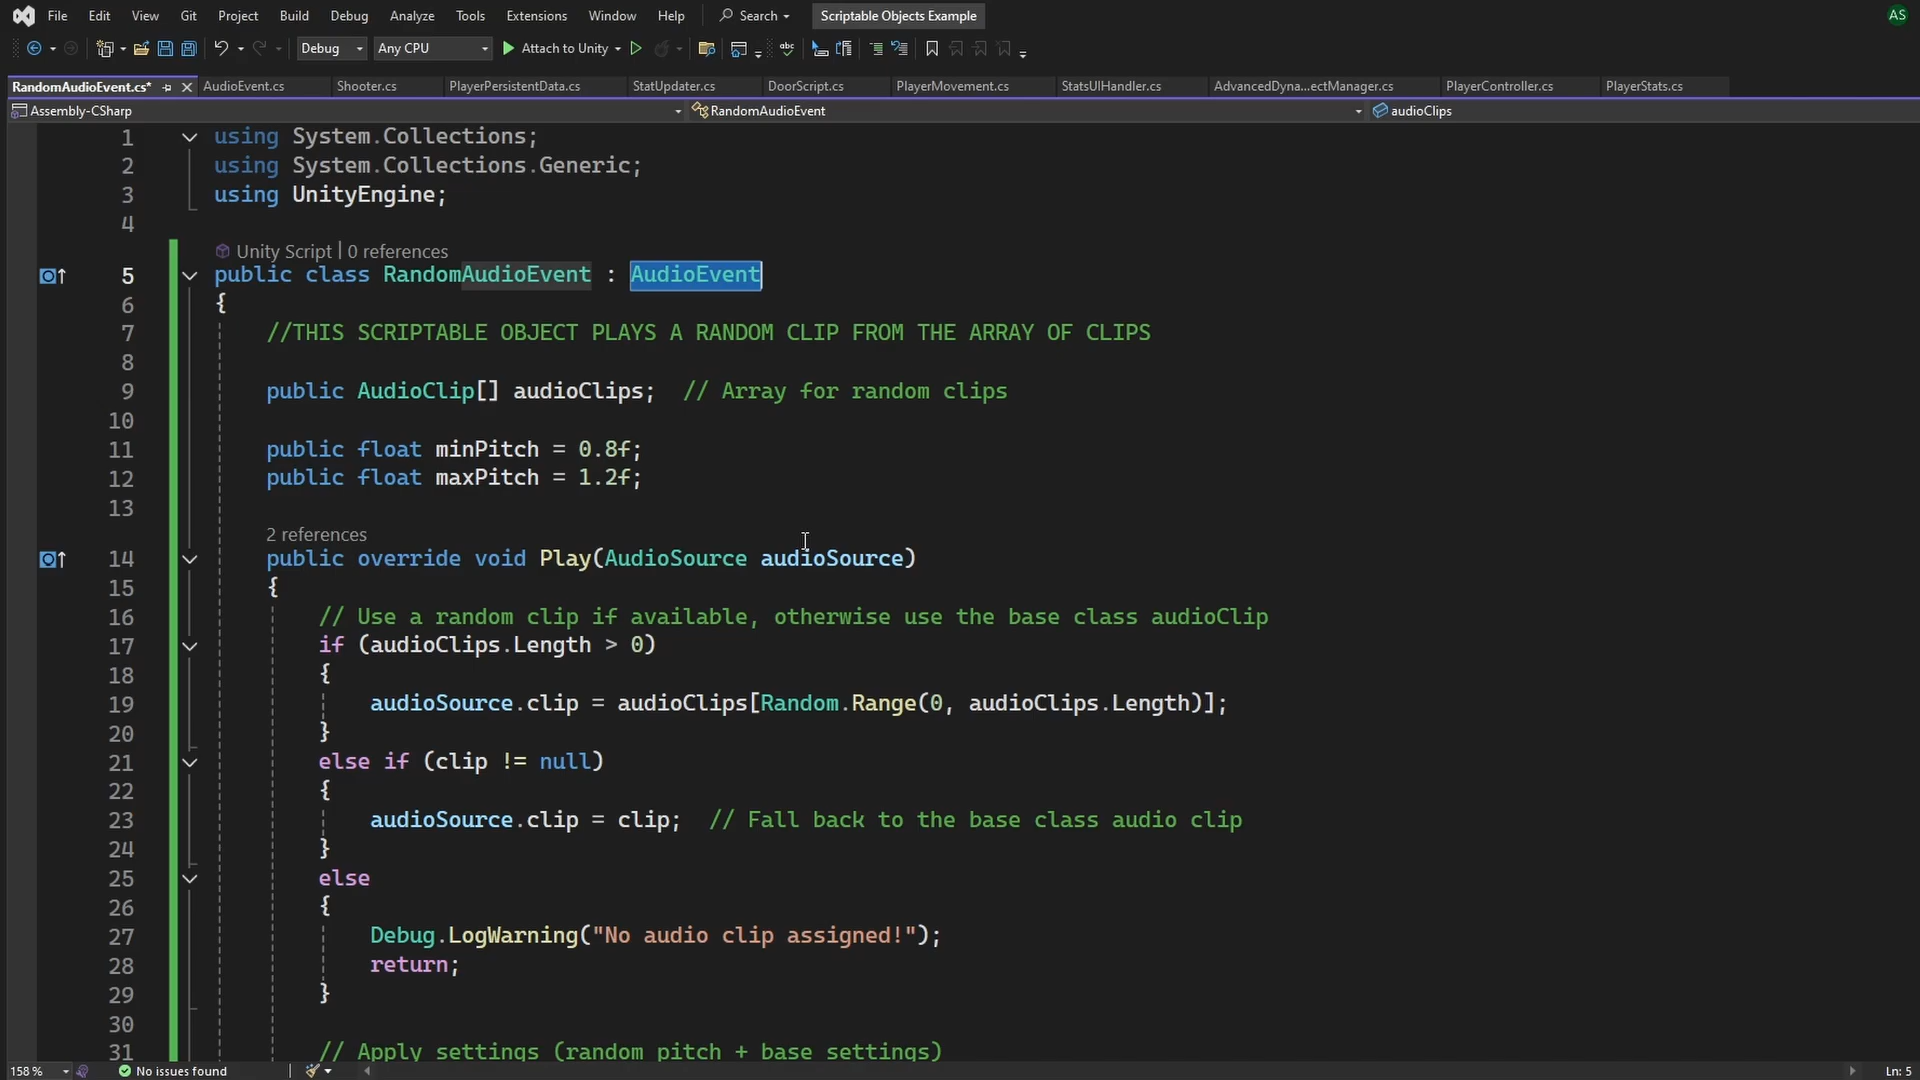 File Edit View Git Project Build Debug Analyze Tools Extensions Window Help Search Scriptable Objects Example AS
Debug Any CPU Attach to Unity
RandomAudioEvent.cs* AudioEvent.cs Shooter.cs PlayerPersistentData.cs StatUpdater.cs DoorScript.cs PlayerMovement.cs StatsUIHandler.cs AdvancedDyna...ectManager.cs PlayerController.cs PlayerStats.cs
Assembly-CSharp RandomAudioEvent audioClips
1 using System.Collections;
2 using System.Collections.Generic;
3 using UnityEngine;
4
Unity Script | 0 references
5 public class RandomAudioEvent : AudioEvent
6 {
7 //THIS SCRIPTABLE OBJECT PLAYS A RANDOM CLIP FROM THE ARRAY OF CLIPS
8
9 public AudioClip[] audioClips; // Array for random clips
10
11 public float minPitch = 0.8f;
12 public float maxPitch = 1.2f;
13
2 references
14 public override void Play(AudioSource audioSource)
15 {
16 // Use a random clip if available, otherwise use the base class audioClip
17 if (audioClips.Length > 0)
18 {
19 audioSource.clip = audioClips[Random.Range(0, audioClips.Length)];
20 }
21 else if (clip != null)
22 {
23 audioSource.clip = clip; // Fall back to the base class audio clip
24 }
25 else
26 {
27 Debug.LogWarning("No audio clip assigned!");
28 return;
29 }
30
31 // Apply settings (random pitch + base settings)
158 % No issues found Ln: 5